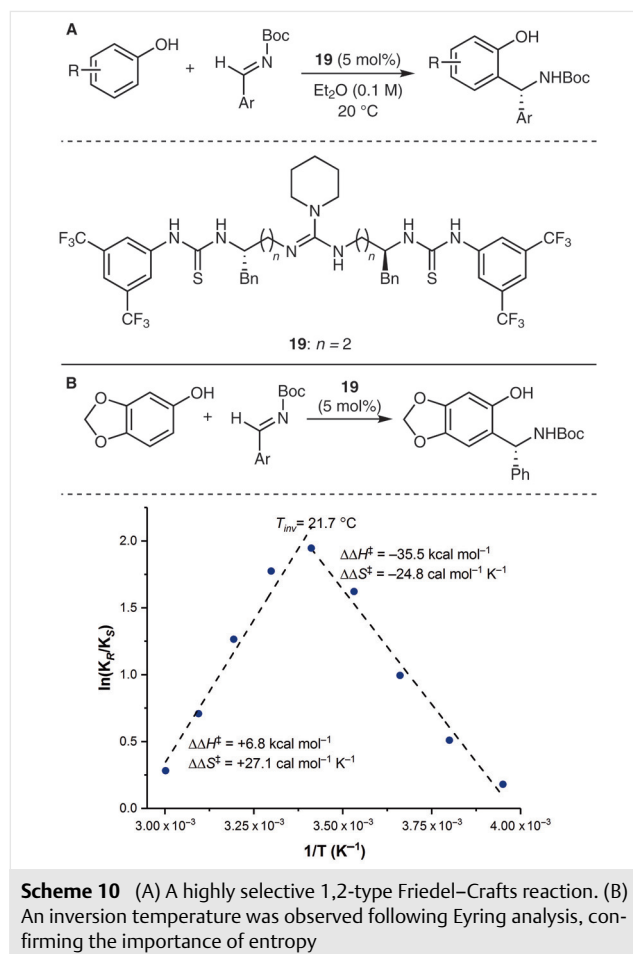 A
R
OH
+
H
N
Boc
Ar
19 (5 mol%)
Et₂O (0.1 M)
20 °C
R
OH
NHBoc
Ar
CF₃
CF₃
H
N
H
N
S
Bn
( )n
N
N
N
H
( )n
Bn
H
N
S
H
N
CF₃
CF₃
19: n = 2
B
O
O
OH
+
H
N
Boc
Ar
19
(5 mol%)
O
O
OH
NHBoc
Ph
Tinv= 21.7 °C
ΔΔH‡ = –35.5 kcal mol⁻¹
ΔΔS‡ = –24.8 cal mol⁻¹ K⁻¹
ΔΔH‡ = +6.8 kcal mol⁻¹
ΔΔS‡ = +27.1 cal mol⁻¹ K⁻¹
ln(K_R/K_S)
2.0
1.5
1.0
0.5
0.0
3.00 x 10⁻³ 3.25 x 10⁻³ 3.50 x 10⁻³ 3.75 x 10⁻³ 4.00 x 10⁻³
1/T (K⁻¹)
Scheme 10 (A) A highly selective 1,2-type Friedel–Crafts reaction. (B)
An inversion temperature was observed following Eyring analysis, con-
firming the importance of entropy